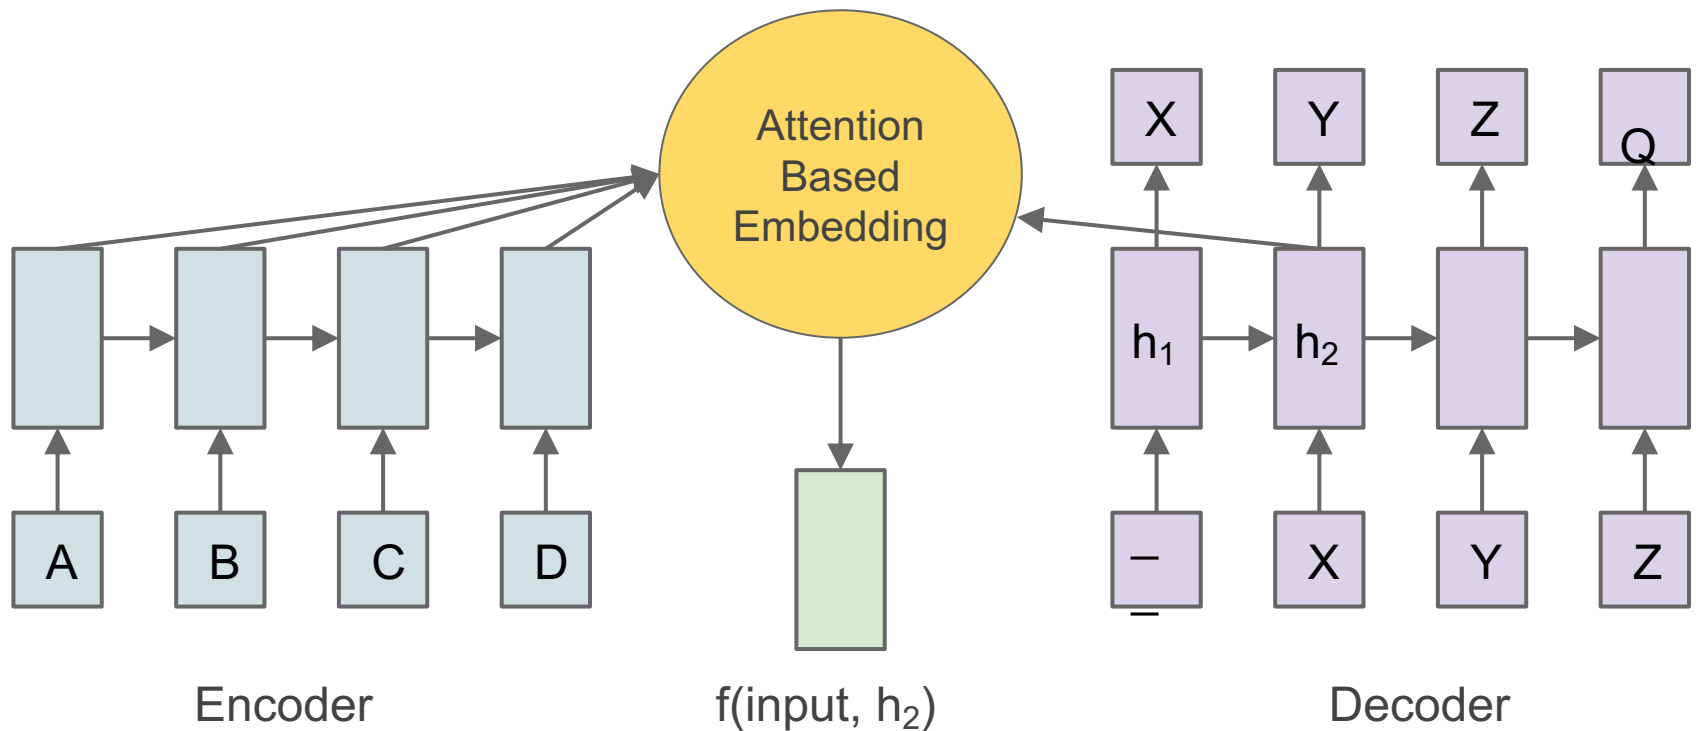 Attention
Based
Embedding
X Y Z Q
h₁ h₂
A B C D
_ X Y Z
_
Encoder
f(input, h₂)
Decoder